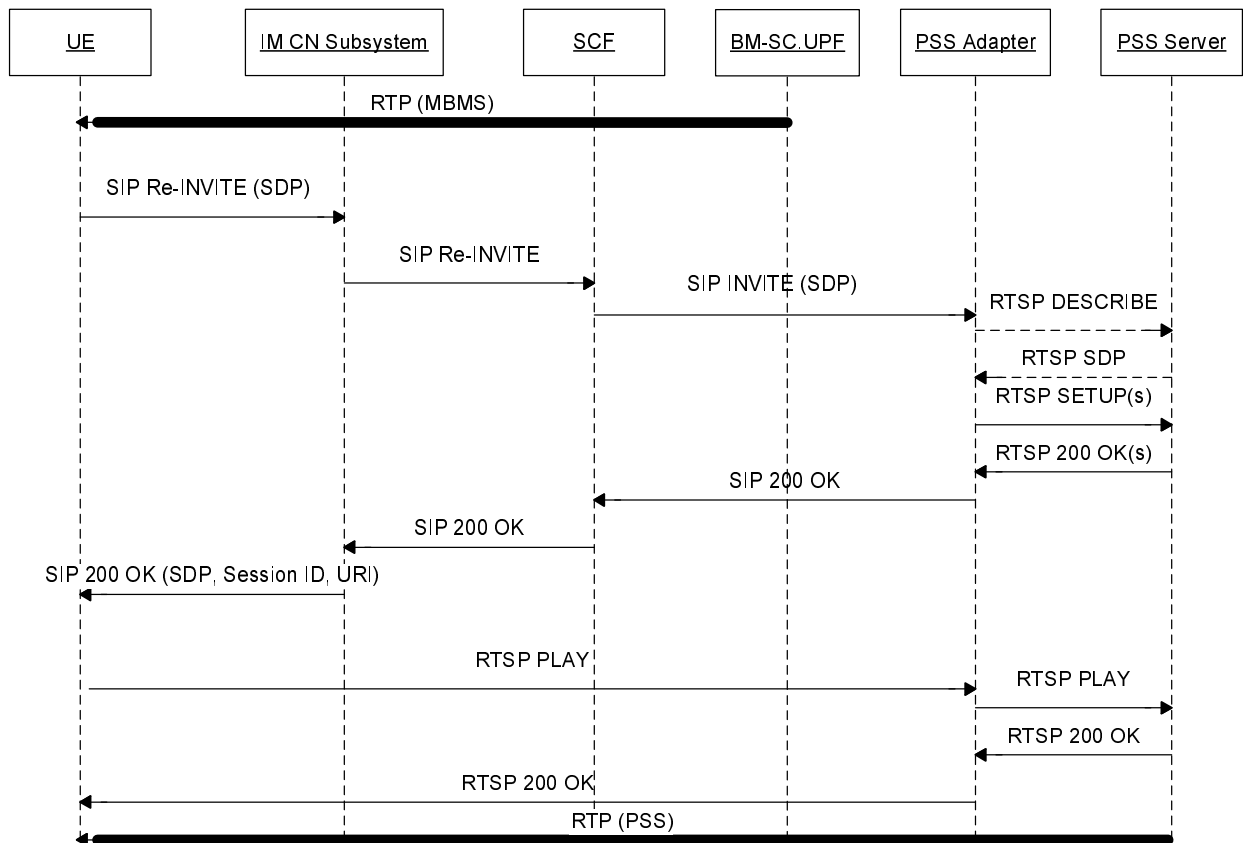 UE
IM CN Subsystem
SCF
BM-SC.UPF
PSS Adapter
PSS Server
RTP (MBMS)
SIP Re-INVITE (SDP)
SIP Re-INVITE
SIP INVITE (SDP)
RTSP DESCRIBE
RTSP SDP
RTSP SETUP(s)
RTSP 200 OK(s)
SIP 200 OK
SIP 200 OK
SIP 200 OK (SDP, Session ID, URI)
RTSP PLAY
RTSP PLAY
RTSP 200 OK
RTSP 200 OK
RTP (PSS)